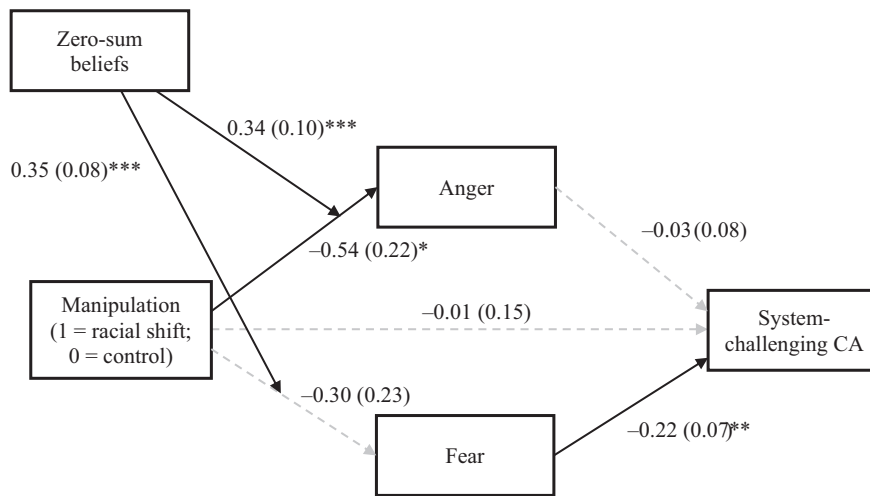 Zero-sum
beliefs
0.34 (0.10)***
0.35 (0.08)***
Anger
–0.54 (0.22)*
–0.03 (0.08)
Manipulation
(1 = racial shift;
0 = control)
–0.01 (0.15)
System-
challenging CA
–0.30 (0.23)
Fear
–0.22 (0.07)**